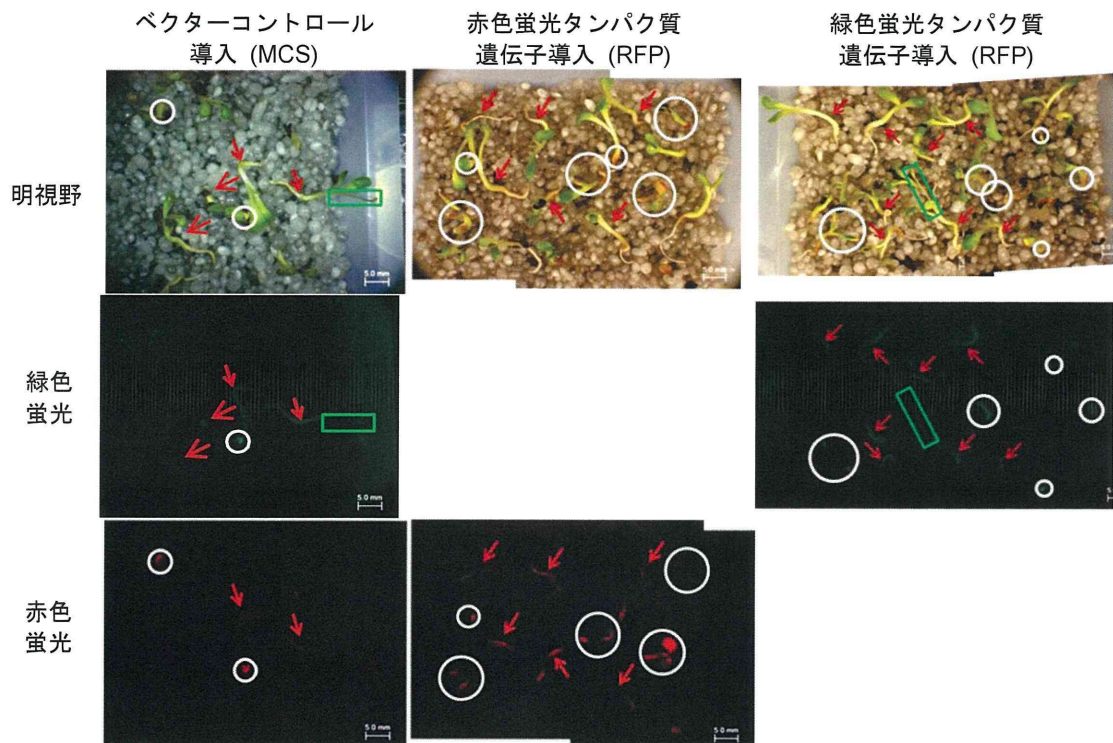 ベクターコントロール
導入 (MCS)
赤色蛍光タンパク質
遺伝子導入 (RFP)
緑色蛍光タンパク質
遺伝子導入 (RFP)
明視野
5.0 mm
5.0 mm
緑色
蛍光
5.0 mm
赤色
蛍光
5.0 mm
5.0 mm